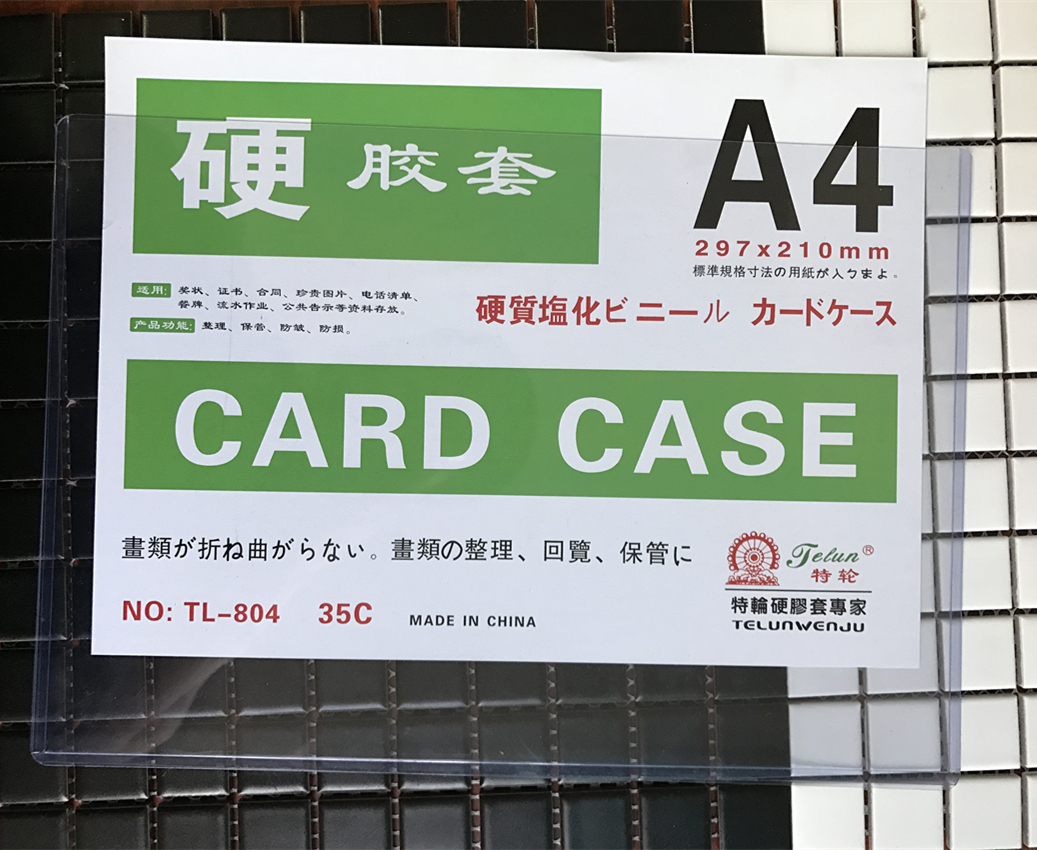 硬 胶套
A4
297x210mm
標準規格寸法の用紙が人ㄅまよ。
适用: 奖状、证书、合同、珍贵图片、电话清单、
餐牌、流水作业、公共告示等资料存放。
产品功能: 整理、保管、防皱、防损。
硬質塩化ビニール カードケース
CARD CASE
畫類が折ね曲がらない。畫類の整理、回覽、保管に
NO: TL-804 35C MADE IN CHINA
Telun®
特轮
特輪硬膠套專家
TELUNWENJU